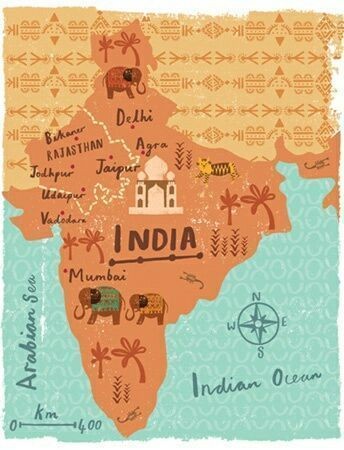 Delhi
Bikaner
RAJASTHAN
Agra
Jodhpur
Jaipur
Udaipur
Vadodara
INDIA
Mumbai
Arabian Sea
N
W
E
S
Indian Ocean
Km
0
400